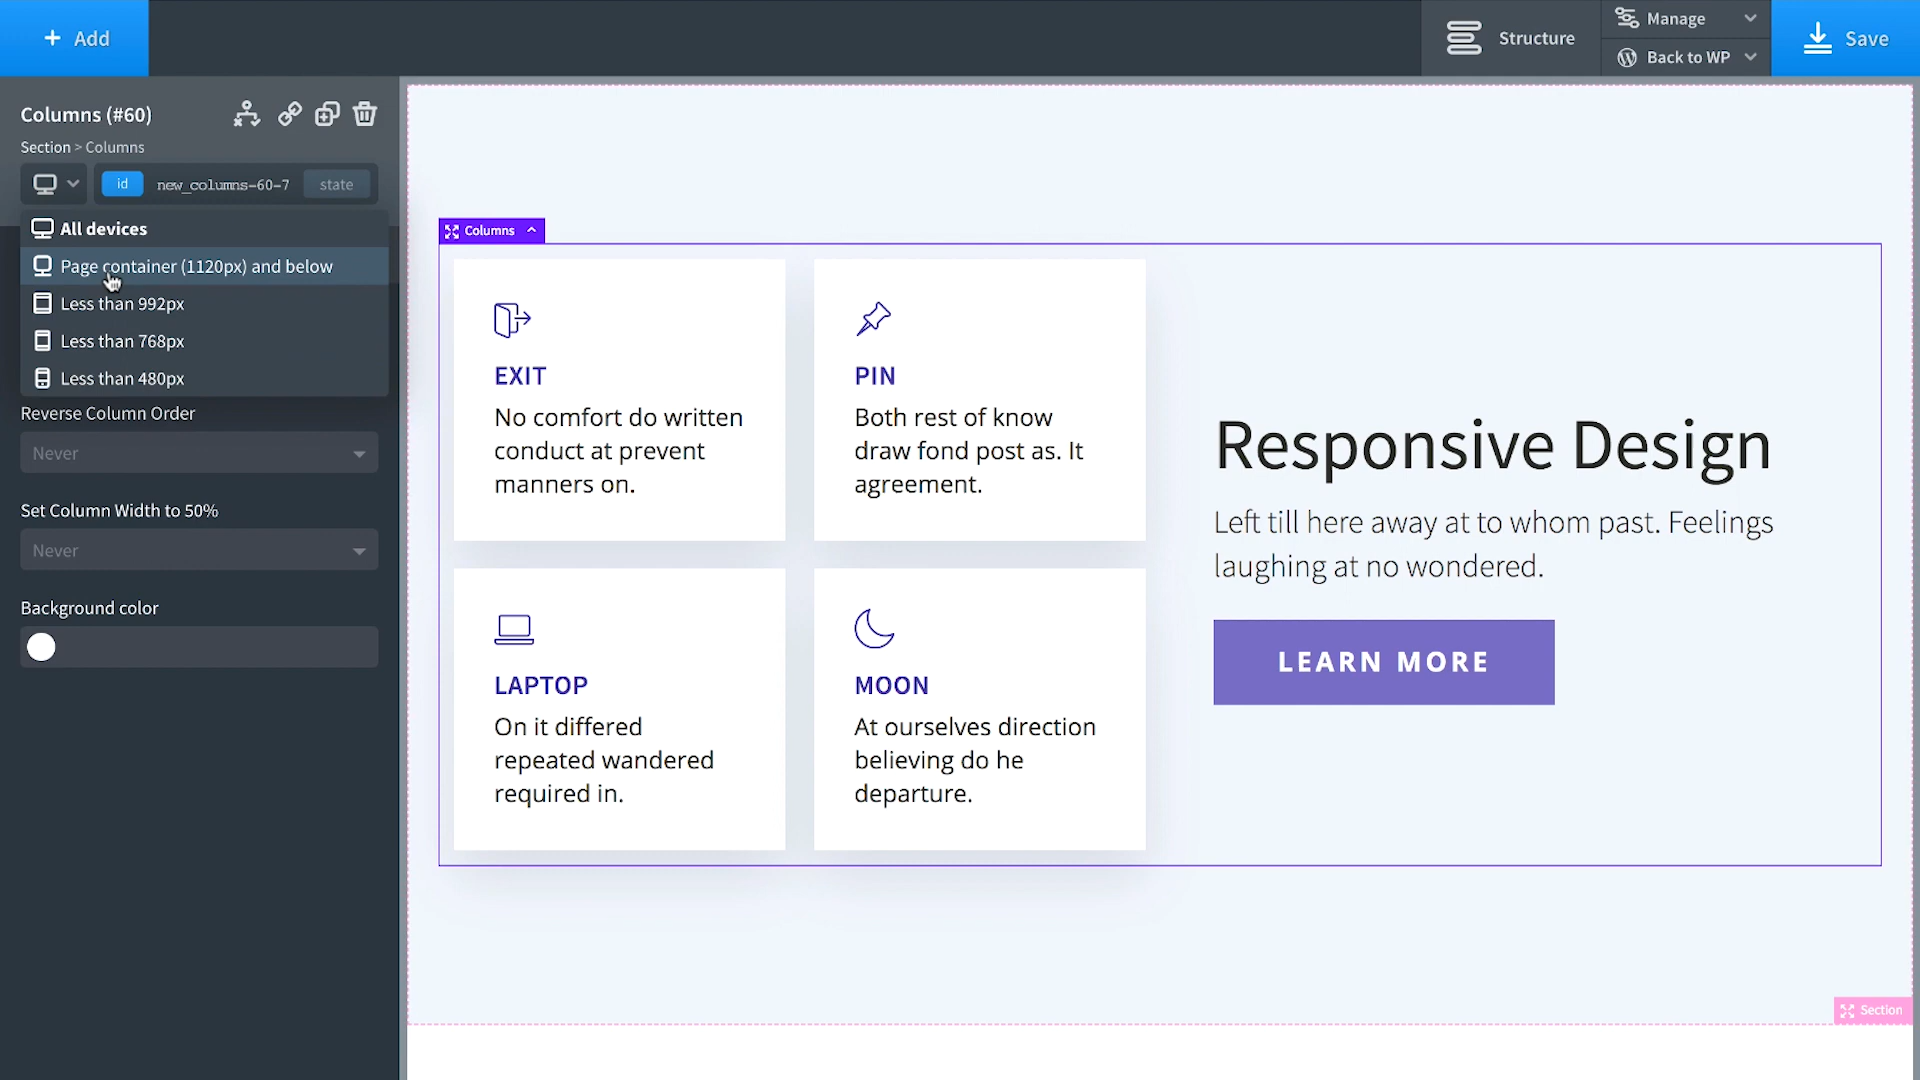 Add
Structure
Manage
Back to WP
Save
Columns (#60)
Section > Columns
id
new_columns-60-7
state
All devices
Page container (1120px) and below
Less than 992px
Less than 768px
Less than 480px
Reverse Column Order
Never
Set Column Width to 50%
Never
Background color
Columns
EXIT
No comfort do written
conduct at prevent
manners on.
PIN
Both rest of know
draw fond post as. It
agreement.
LAPTOP
On it differed
repeated wandered
required in.
MOON
At ourselves direction
believing do he
departure.
Responsive Design
Left till here away at to whom past. Feelings
laughing at no wondered.
LEARN MORE
Section